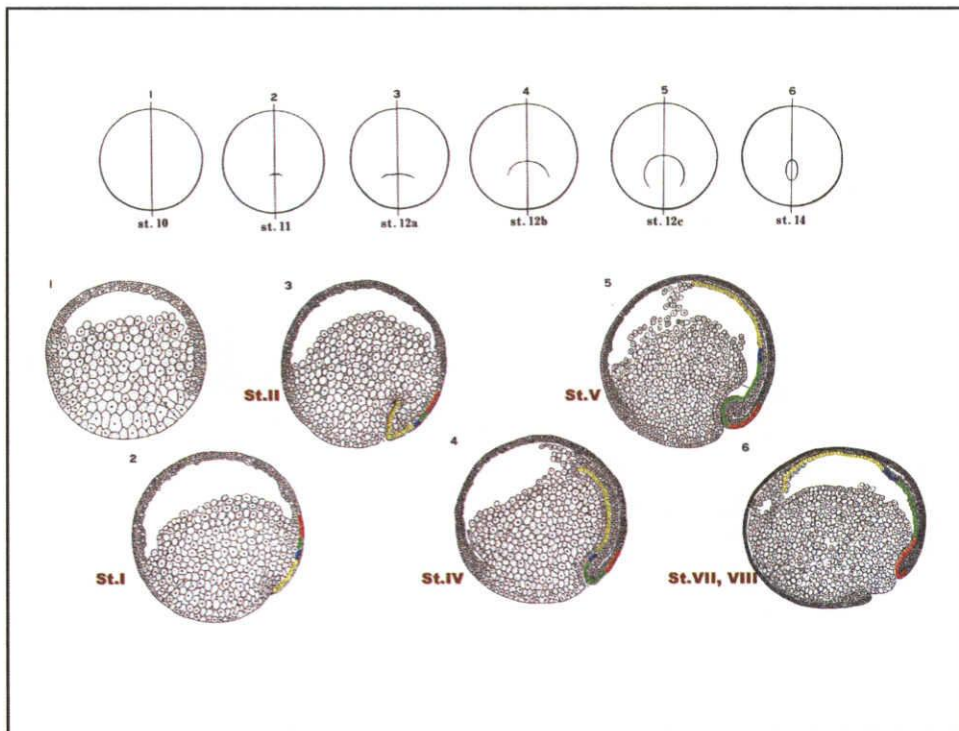 1 2 3 4 5 6
st. 10 st. 11 st. 12a st. 12b st. 12c st. 14
1 3 5
St.II St.V
2 4 6
St.I St.IV St.VII, VIII